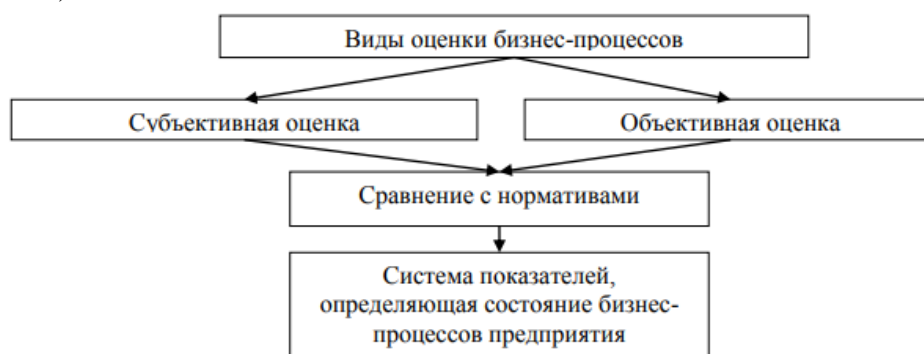 Виды оценки бизнес-процессов
Субъективная оценка
Объективная оценка
Сравнение с нормативами
Система показателей,
определяющая состояние бизнес-
процессов предприятия